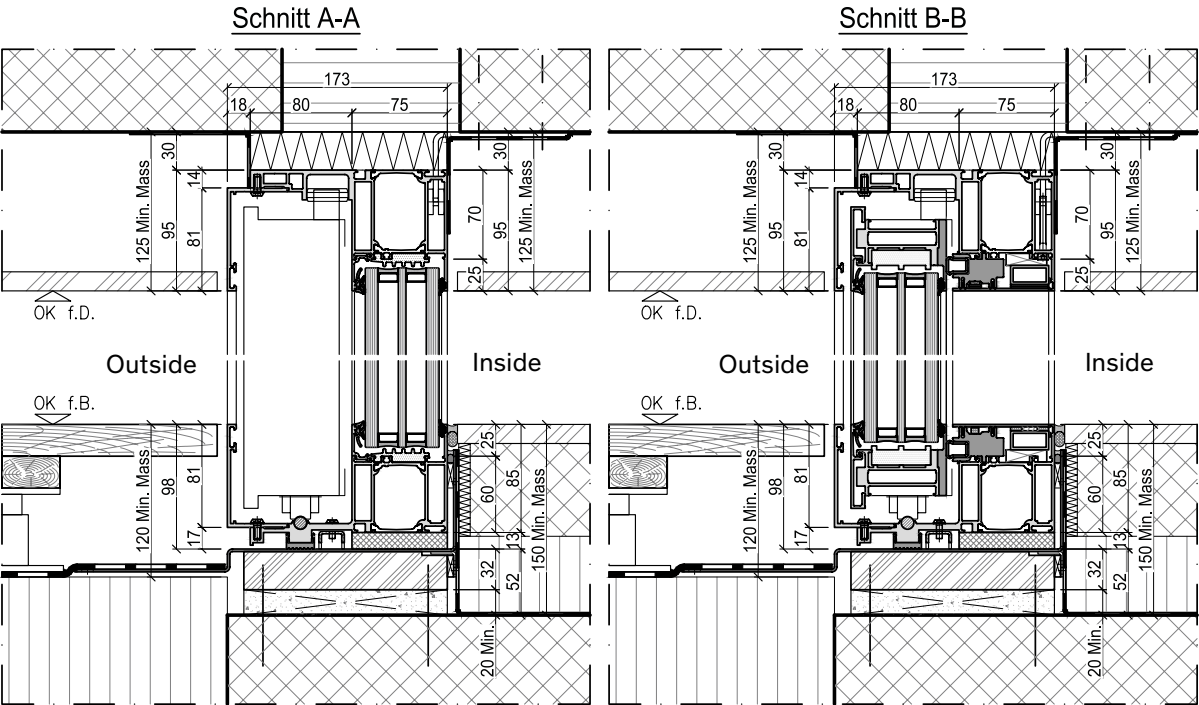 Schnitt A-A
173
18 80 75
30
14
125 Min. Mass
95
81
30
70
95
125 Min. Mass
25
OK f.D.
Outside
Inside
OK f.B.
25
81
98
120 Min. Mass
17
60
85
150 Min. Mass
13
32
52
20 Min.
Schnitt B-B
173
18 80 75
30
14
125 Min. Mass
95
81
30
70
95
125 Min. Mass
25
OK f.D.
Outside
Inside
OK f.B.
25
81
98
120 Min. Mass
17
60
85
150 Min. Mass
13
32
52
20 Min.